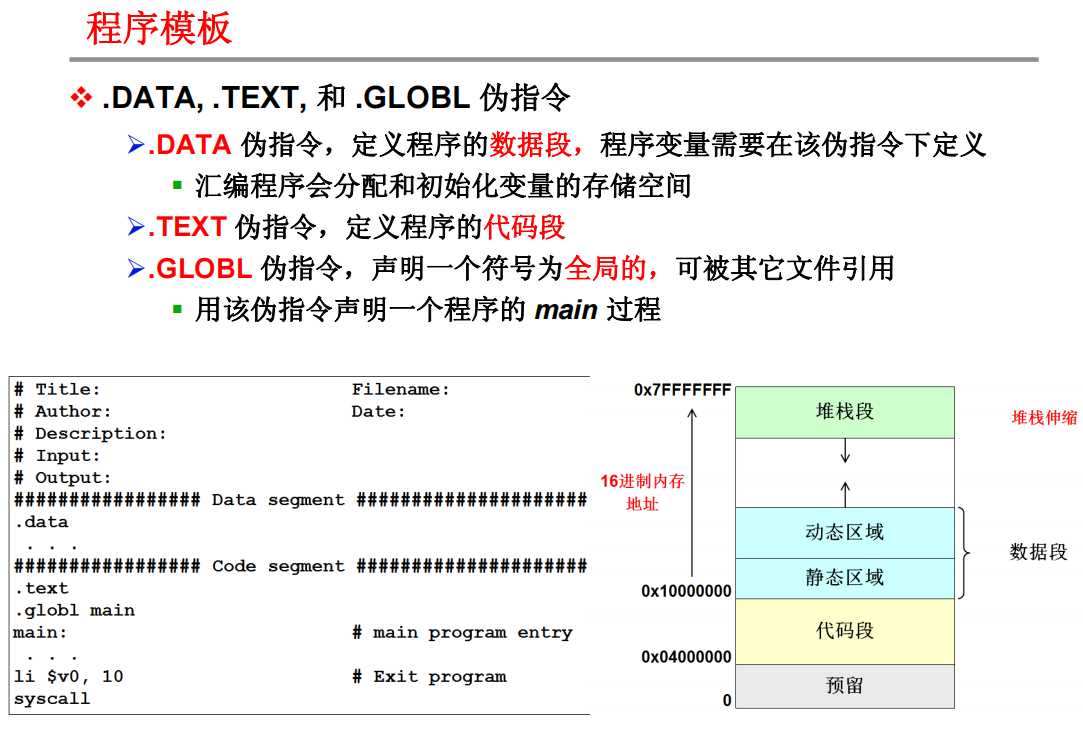 程序模板
.DATA, .TEXT, 和 .GLOBL 伪指令
.DATA 伪指令，定义程序的数据段，程序变量需要在该伪指令下定义
汇编程序会分配和初始化变量的存储空间
.TEXT 伪指令，定义程序的代码段
.GLOBL 伪指令，声明一个符号为全局的，可被其它文件引用
用该伪指令声明一个程序的 main 过程
# Title: Filename:
# Author: Date:
# Description:
# Input:
# Output:
################# Data segment #####################
.data
. . .
################# Code segment #####################
.text
.globl main
main: # main program entry
. . .
li $v0, 10 # Exit program
syscall
0x7FFFFFFF
堆栈段
堆栈伸缩
16进制内存
地址
动态区域
数据段
静态区域
0x10000000
代码段
0x04000000
预留
0